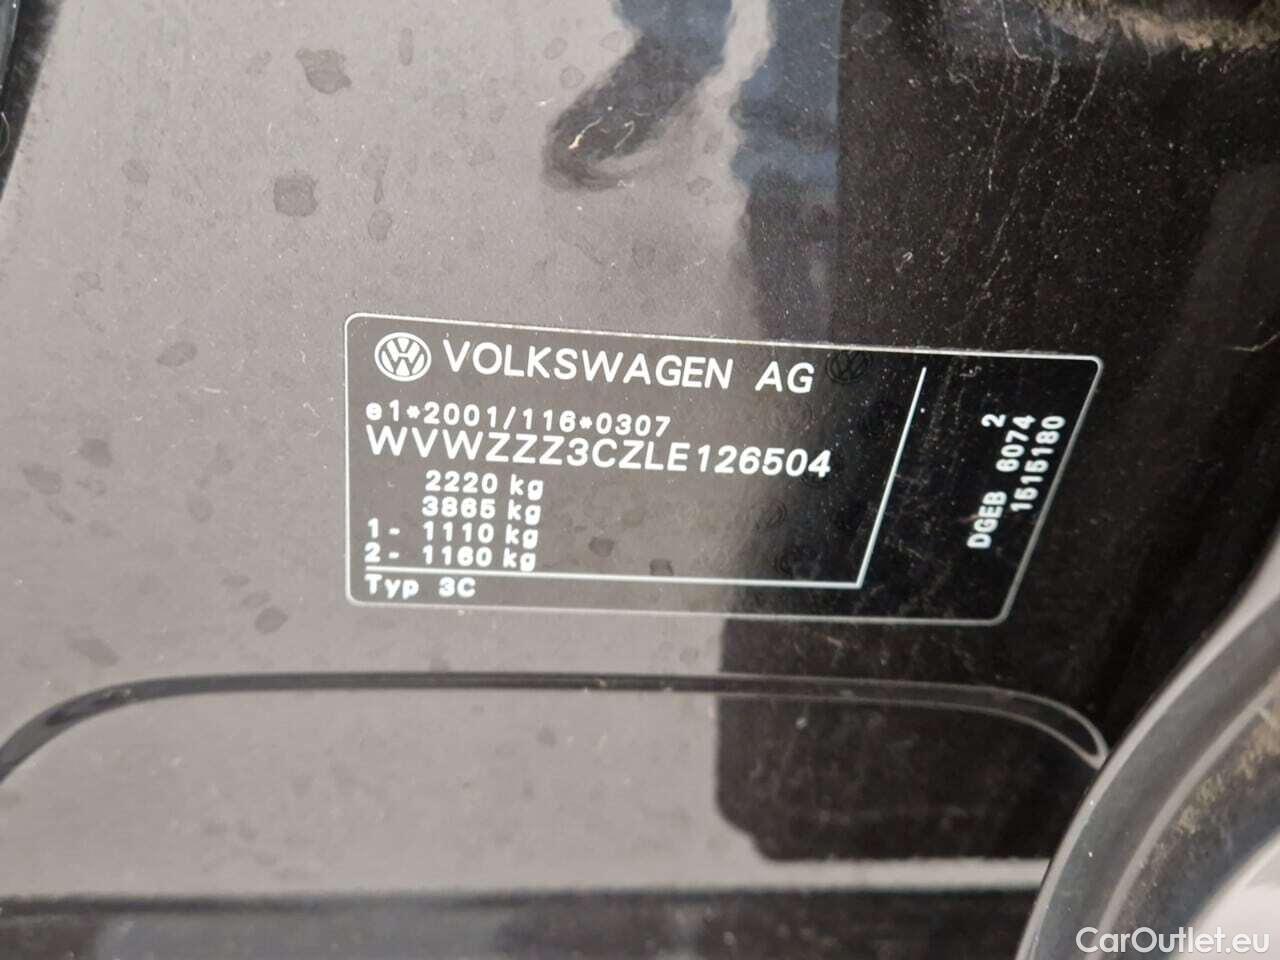 VOLKSWAGEN AG
e1*2001/116*0307
WVWZZZ3CZLE126504
2220 kg
3865 kg
1- 1110 kg
2- 1160 kg
Typ 3C
2
DGEB 6074
1515180
CarOutlet.eu